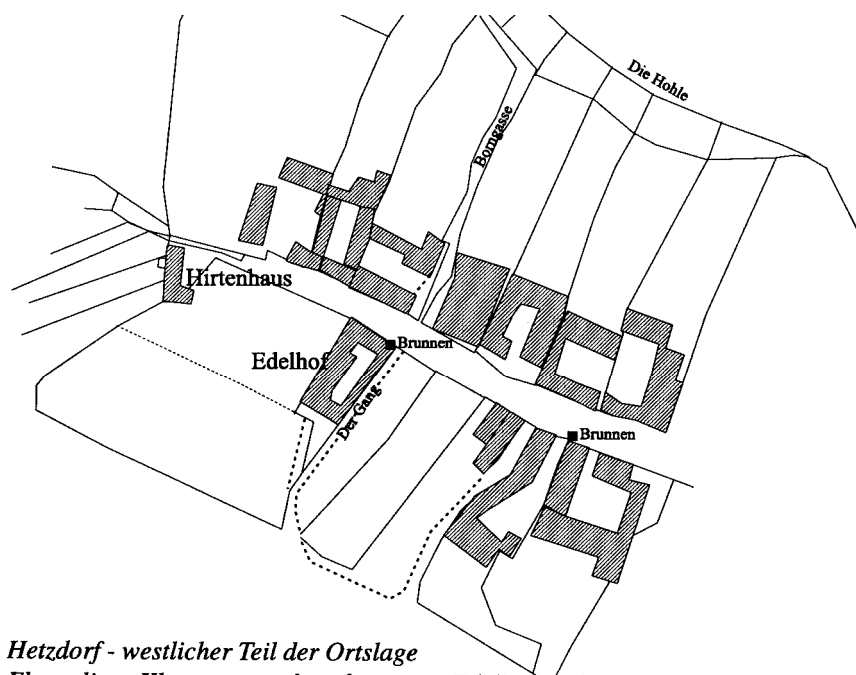 Die Hohle
Borngasse
Hirtenhaus
Brunnen
Edelhof
Der Gang
Brunnen
Hetzdorf - westlicher Teil der Ortslage